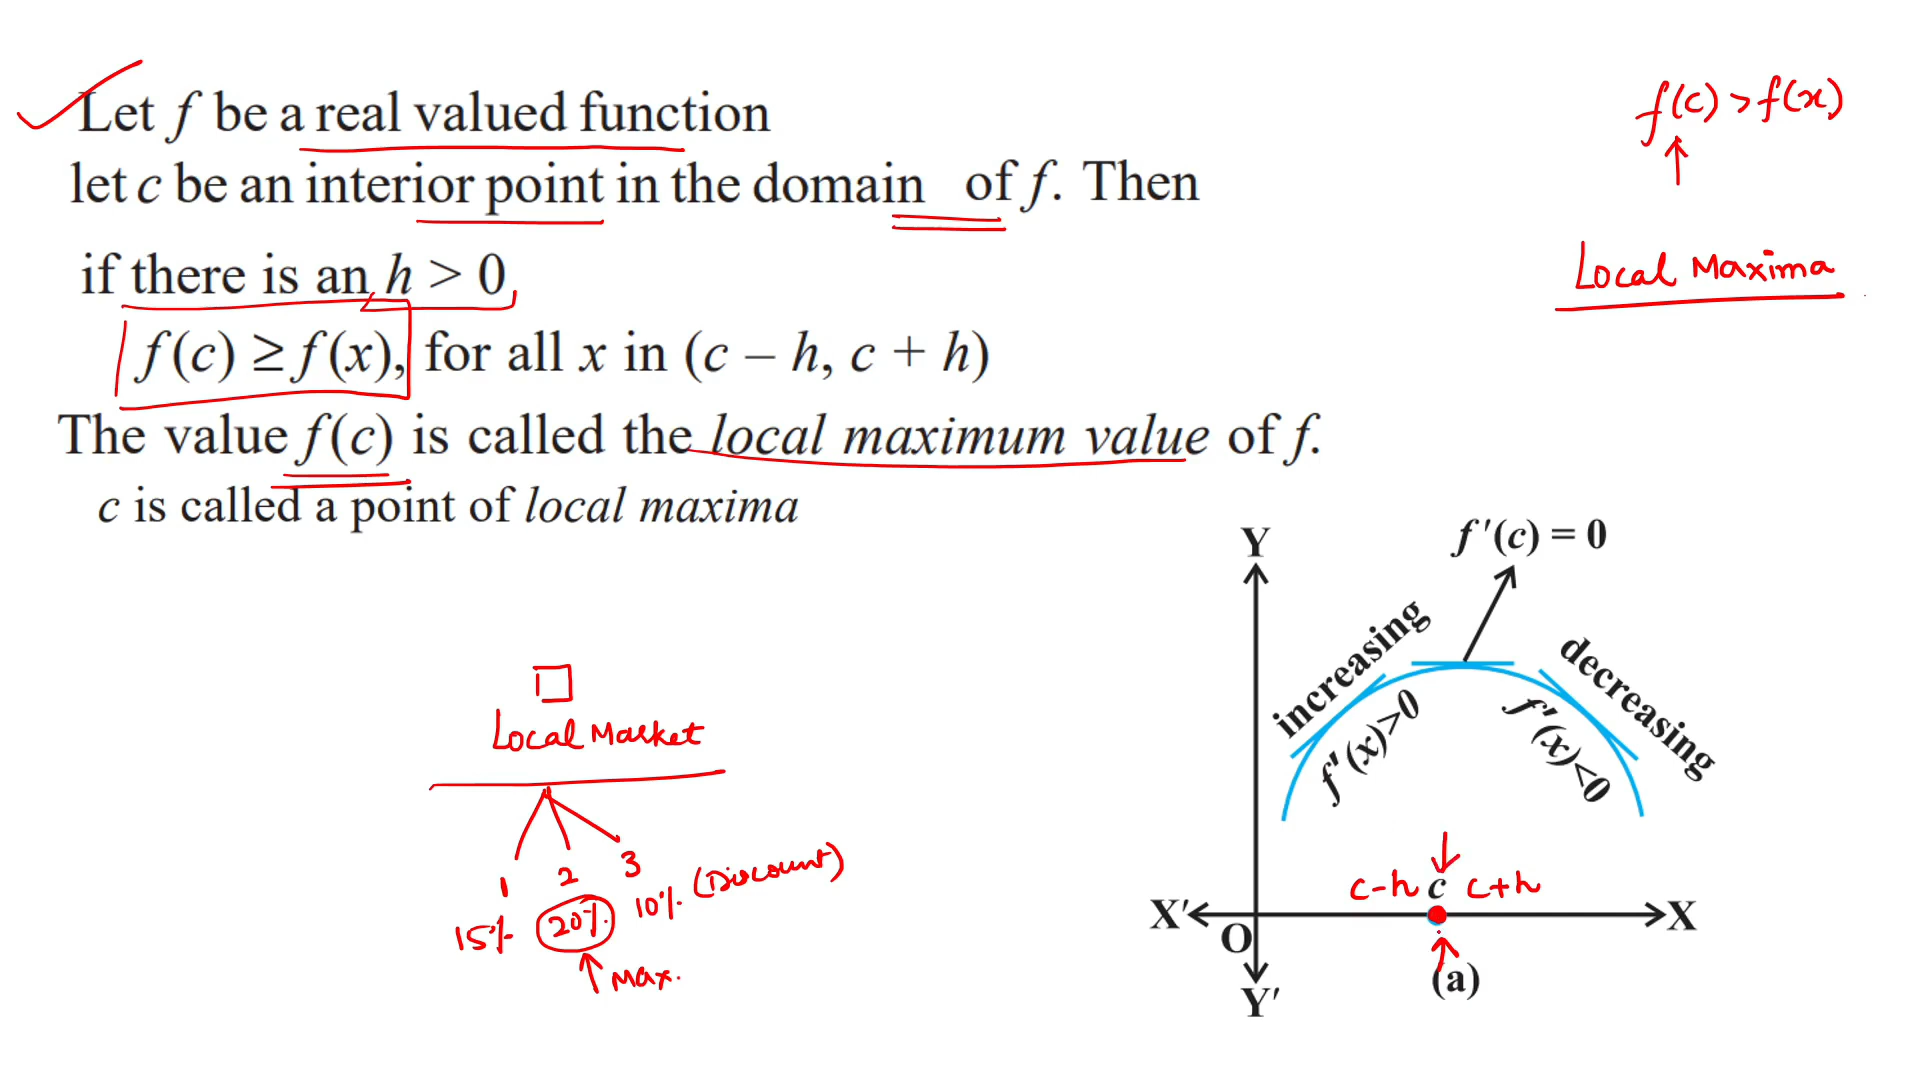 Let f be a real valued function
let c be an interior point in the domain of f. Then
if there is an h > 0
f(c) ≥ f(x), for all x in (c – h, c + h)
The value f(c) is called the local maximum value of f.
c is called a point of local maxima
f(c) > f(x)
Local Maxima
Local Market
1 2 3
15% 20% 10% (Discount)
Max.
Y
f′(c) = 0
increasing
decreasing
f′(x)>0
f′(x)<0
c-h c c+h
X′ O X
Y′
(a)